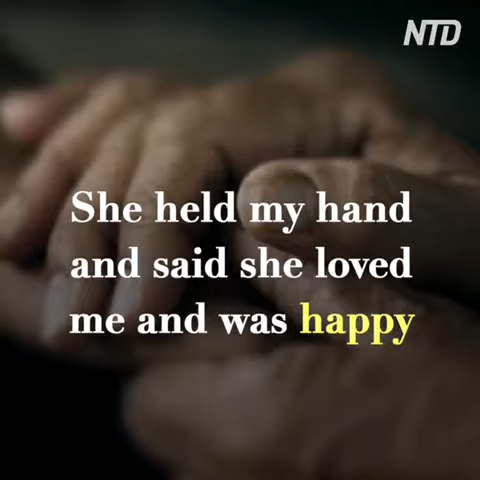 NTD
She held my hand
and said she loved
me and was happy